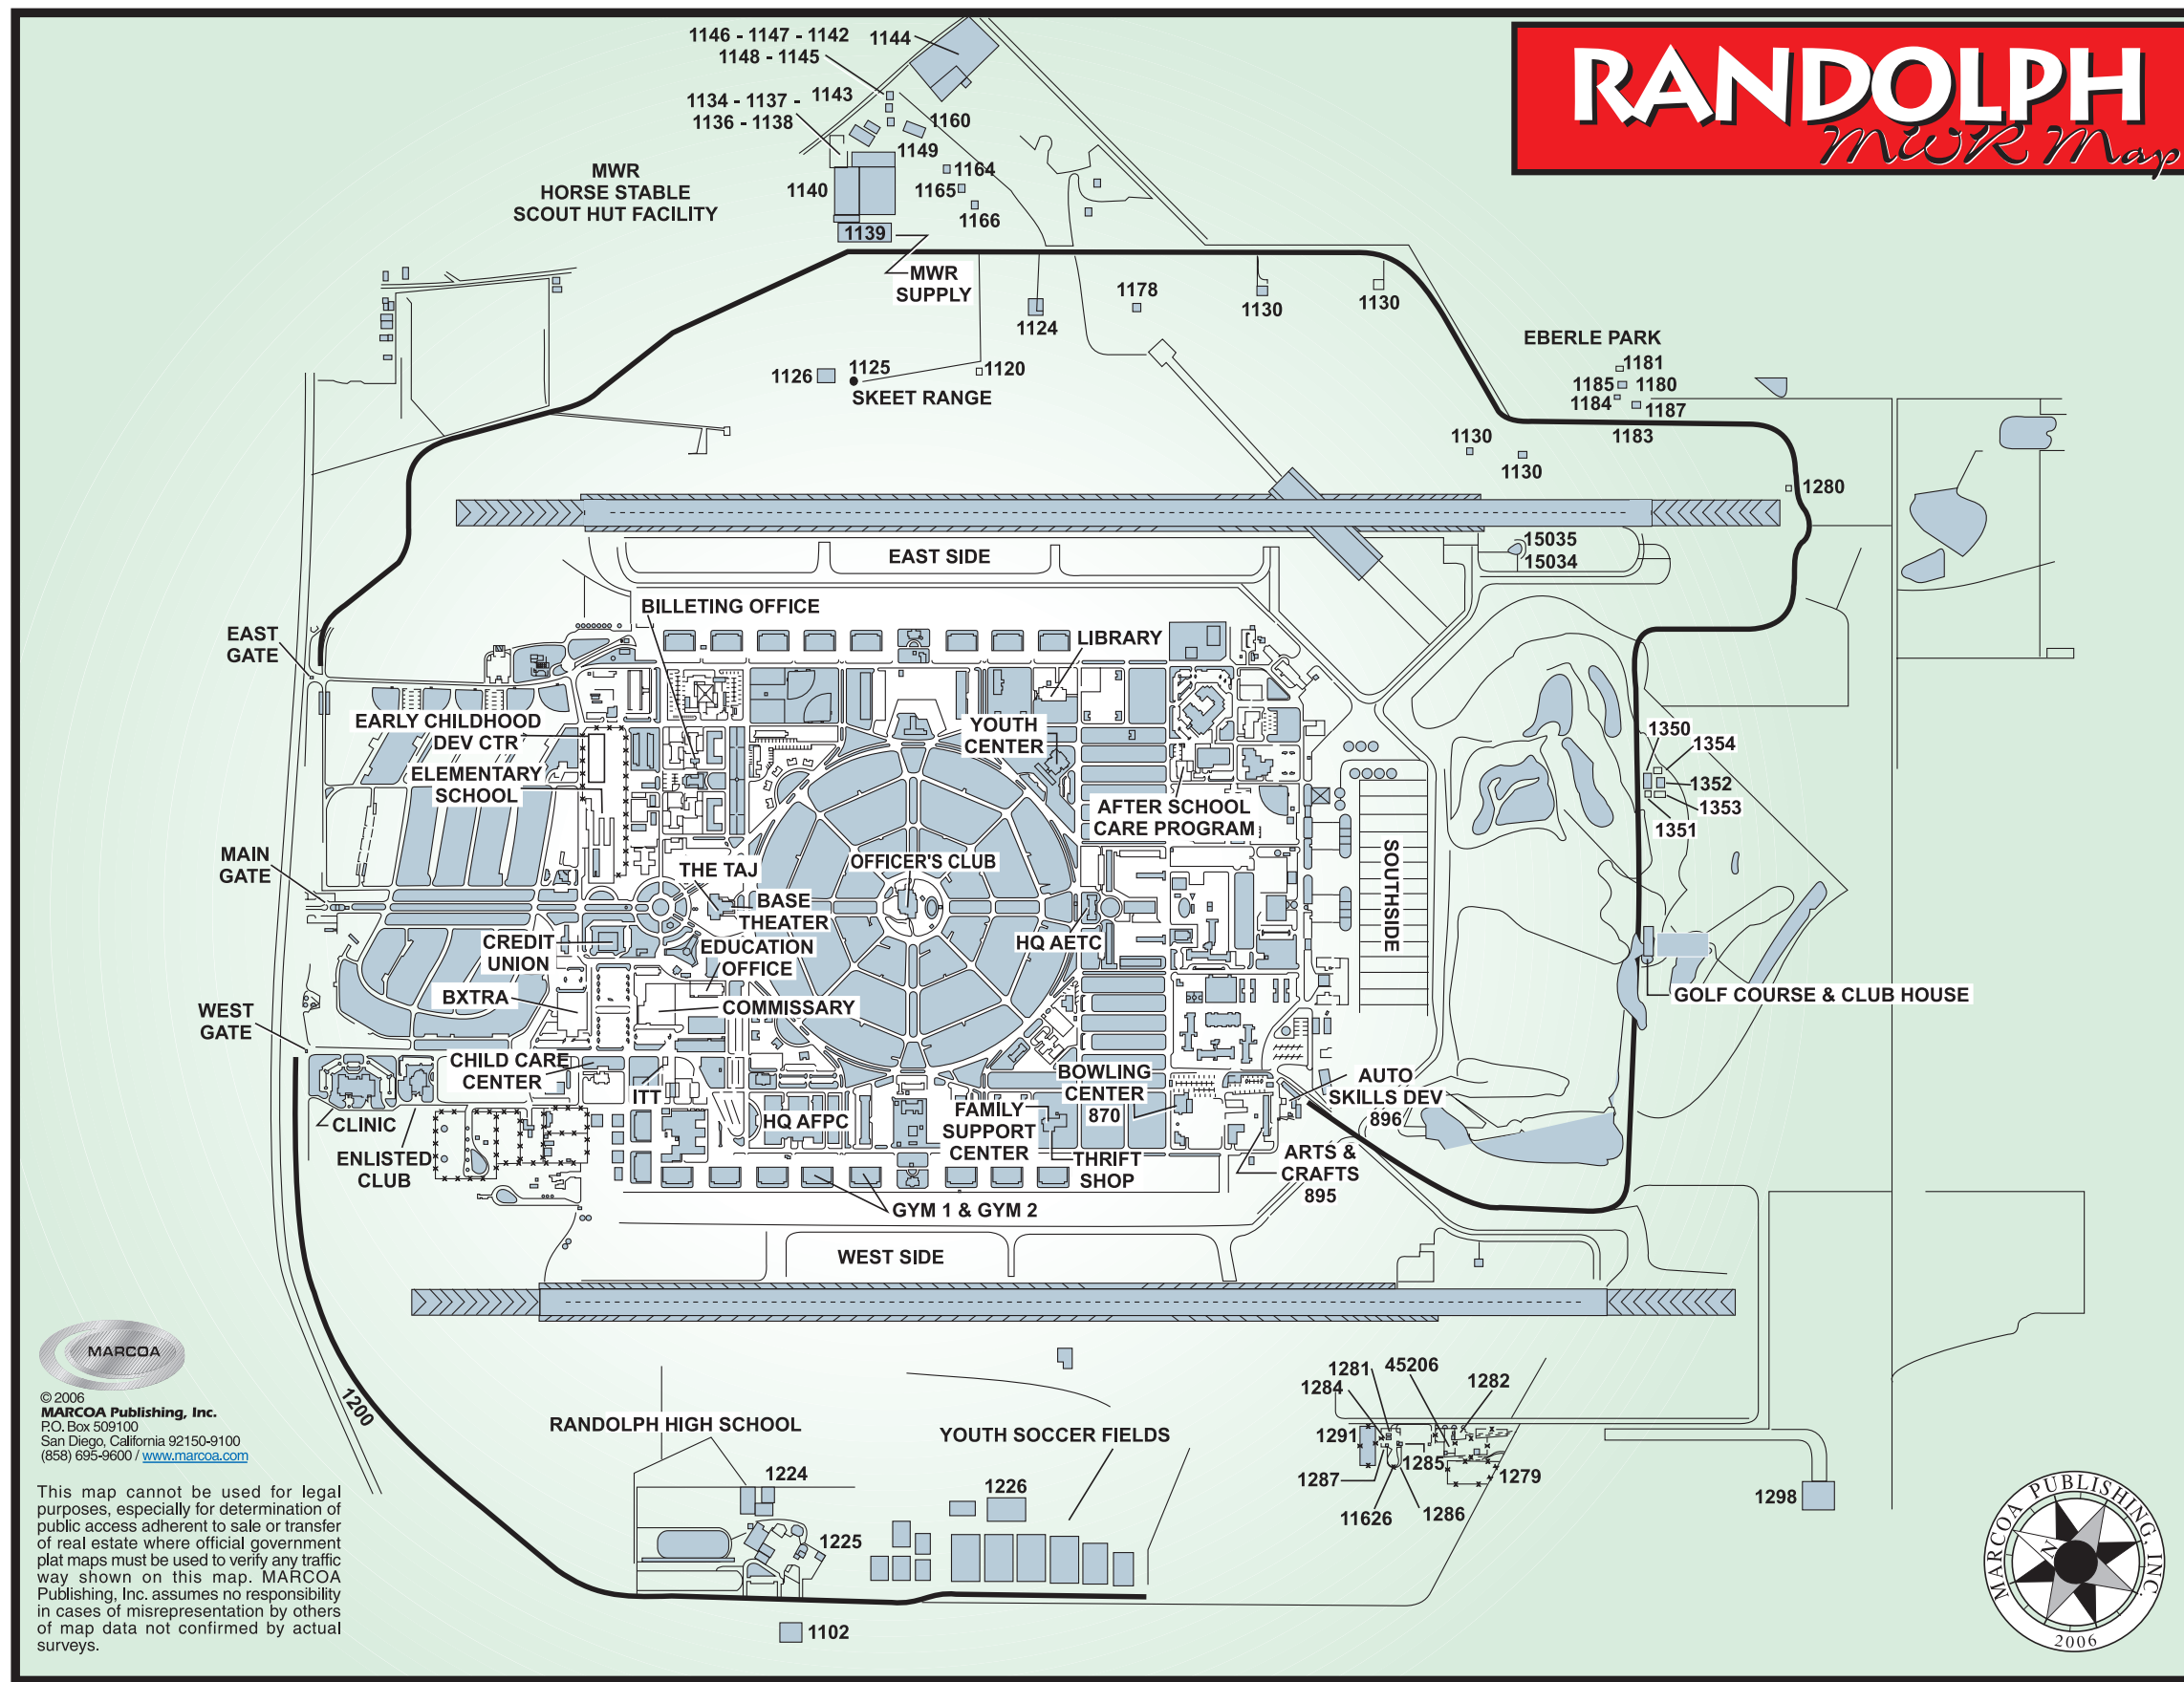 RANDOLPH
MWR Map
1146 - 1147 - 1142
1148 - 1145
1144
1134 - 1137 -
1136 - 1138
1143
1160
1149
1164
1140
1165
1166
1139
MWR
HORSE STABLE
SCOUT HUT FACILITY
MWR
SUPPLY
1124
1178
1130
1130
EBERLE PARK
1181
1185
1180
1184
1187
1183
1126
1125
1120
SKEET RANGE
1130
1130
1280
15035
15034
EAST SIDE
BILLETING OFFICE
EAST
GATE
LIBRARY
EARLY CHILDHOOD
DEV CTR
YOUTH
CENTER
ELEMENTARY
SCHOOL
1350
1354
1352
1353
1351
AFTER SCHOOL
CARE PROGRAM
MAIN
GATE
THE TAJ
OFFICER'S CLUB
SOUTHSIDE
BASE
THEATER
CREDIT
UNION
EDUCATION
OFFICE
HQ AETC
BXTRA
COMMISSARY
GOLF COURSE & CLUB HOUSE
WEST
GATE
CHILD CARE
CENTER
ITT
BOWLING
CENTER
870
AUTO
SKILLS DEV
896
CLINIC
HQ AFPC
FAMILY
SUPPORT
CENTER
ENLISTED
CLUB
THRIFT
SHOP
ARTS &
CRAFTS
895
GYM 1 & GYM 2
WEST SIDE
MARCOA
© 2006
MARCOA Publishing, Inc.
P.O. Box 509100
San Diego, California 92150-9100
(858) 695-9600 / www.marcoa.com
This map cannot be used for legal
purposes, especially for determination of
public access adherent to sale or transfer
of real estate where official government
plat maps must be used to verify any traffic
way shown on this map. MARCOA
Publishing, Inc. assumes no responsibility
in cases of misrepresentation by others
of map data not confirmed by actual
surveys.
1200
RANDOLPH HIGH SCHOOL
YOUTH SOCCER FIELDS
1224
1225
1226
1102
1281
45206
1284
1282
1291
1285
1287
1279
11626
1286
1298
MARCOA PUBLISHING, INC.
N
2006